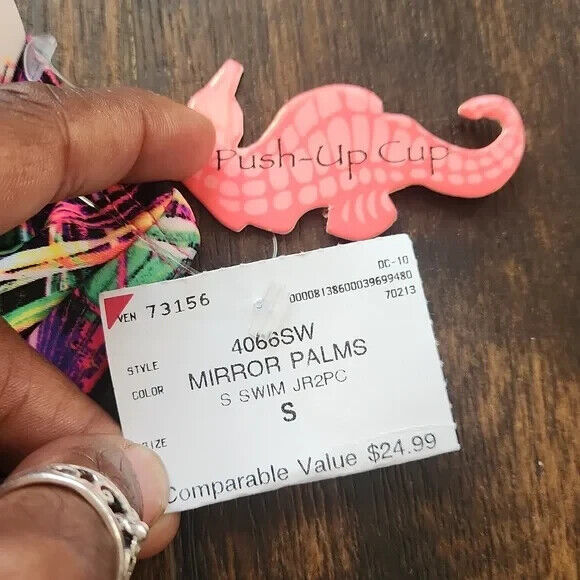 Push-Up Cup
DC-10
VEN 73156
00008138600039699480
70213
STYLE 4066SW
COLOR MIRROR PALMS
S SWIM JR2PC
SIZE S
Comparable Value $24.99